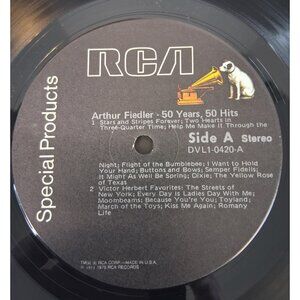 RCA
Special Products
Arthur Fiedler - 50 Years, 50 Hits
1 Stars and Stripes Forever; Two Hearts in
Three-Quarter Time; Help Me Make It Through the
Side A Stereo
DVL1-0420-A
Night; Flight of the Bumblebee; I Want to Hold
Your Hand; Buttons and Bows; Semper Fidelis;
It Might As Well Be Spring; Dixie; The Yellow Rose
of Texas
2 Victor Herbert Favorites: The Streets of
New York; Every Day is Ladies Day With Me;
Moonbeams; Because You're You; Toyland;
March of the Toys; Kiss Me Again; Romany
Life
TM(s) ® RCA CORP.-MADE IN U.S.A.
RCA RECORDS